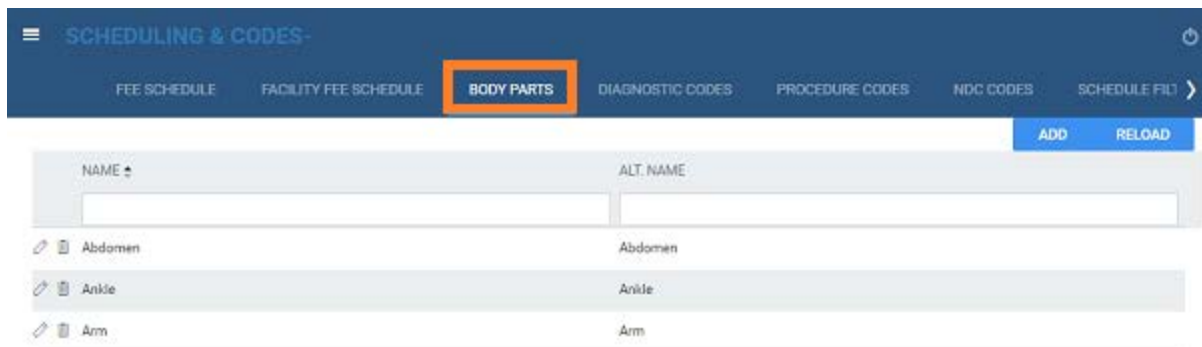 SCHEDULING & CODES-
FEE SCHEDULE FACILITY FEE SCHEDULE BODY PARTS DIAGNOSTIC CODES PROCEDURE CODES NDC CODES SCHEDULE FILT
ADD RELOAD
NAME ALT. NAME
Abdomen Abdomen
Ankle Ankle
Arm Arm